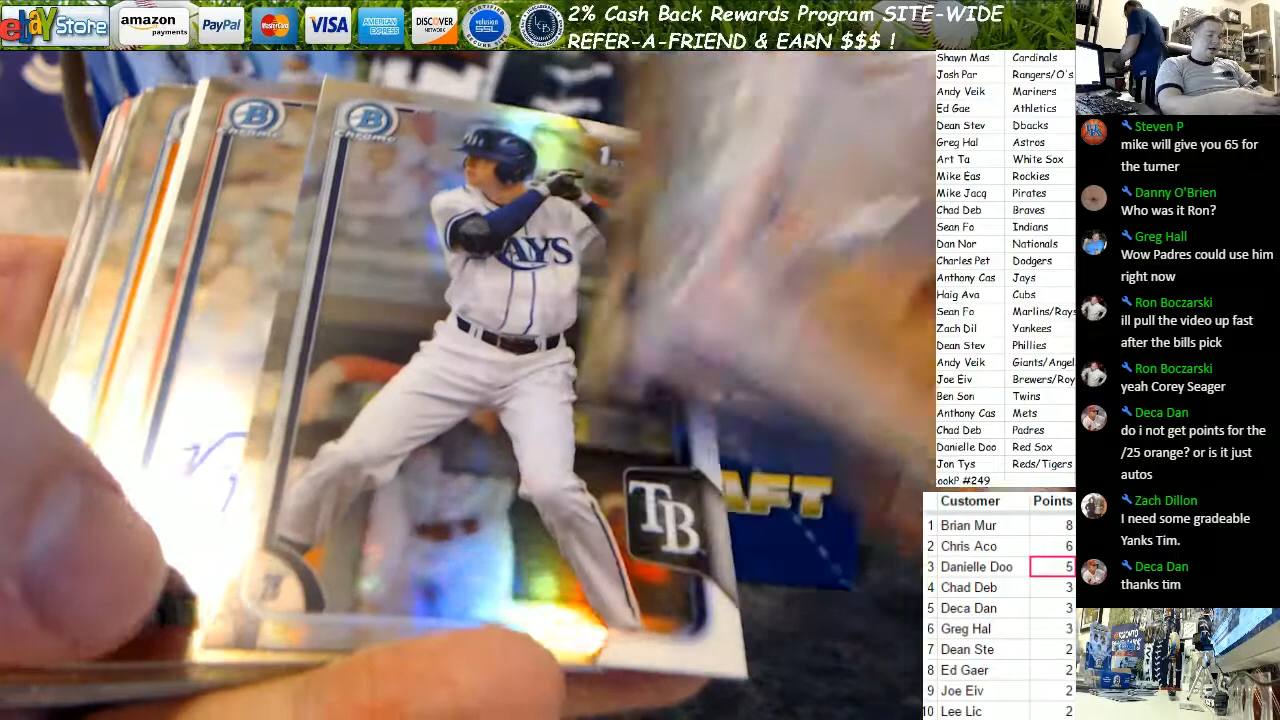 ebay Store
amazon
payments
PayPal
MasterCard
VISA
AMERICAN EXPRESS
DISCOVER
NETWORK
volusion
SSL
2% Cash Back Rewards Program SITE-WIDE
REFER-A-FRIEND & EARN $$$ !
Shawn Mas Cardinals
Josh Par Rangers/O's
Andy Veik Mariners
Ed Gae Athletics
Dean Stev Dbacks
Greg Hal Astros
Art Ta White Sox
Mike Eas Rockies
Mike Jacq Pirates
Chad Deb Braves
Sean Fo Indians
Dan Nor Nationals
Charles Pet Dodgers
Anthony Cas Jays
Haig Ava Cubs
Sean Fo Marlins/Rays
Zach Dil Yankees
Dean Stev Phillies
Andy Veik Giants/Angel
Joe Eiv Brewers/Roy
Ben Son Twins
Anthony Cas Mets
Chad Deb Padres
Danielle Doo Red Sox
Jon Tys Reds/Tigers
ookP #249
Customer Points
1 Brian Mur 8
2 Chris Aco 6
3 Danielle Doo 5
4 Chad Deb 3
5 Deca Dan 3
6 Greg Hal 3
7 Dean Ste 2
8 Ed Gaer 2
9 Joe Eiv 2
10 Lee Lic 2
Steven P
mike will give you 65 for
the turner
Danny O'Brien
Who was it Ron?
Greg Hall
Wow Padres could use him
right now
Ron Boczarski
ill pull the video up fast
after the bills pick
Ron Boczarski
yeah Corey Seager
Deca Dan
do i not get points for the
/25 orange? or is it just
autos
Zach Dillon
I need some gradeable
Yanks Tim.
Deca Dan
thanks tim
B
CHROME
B
CHROME
RAYS
TB
AFT